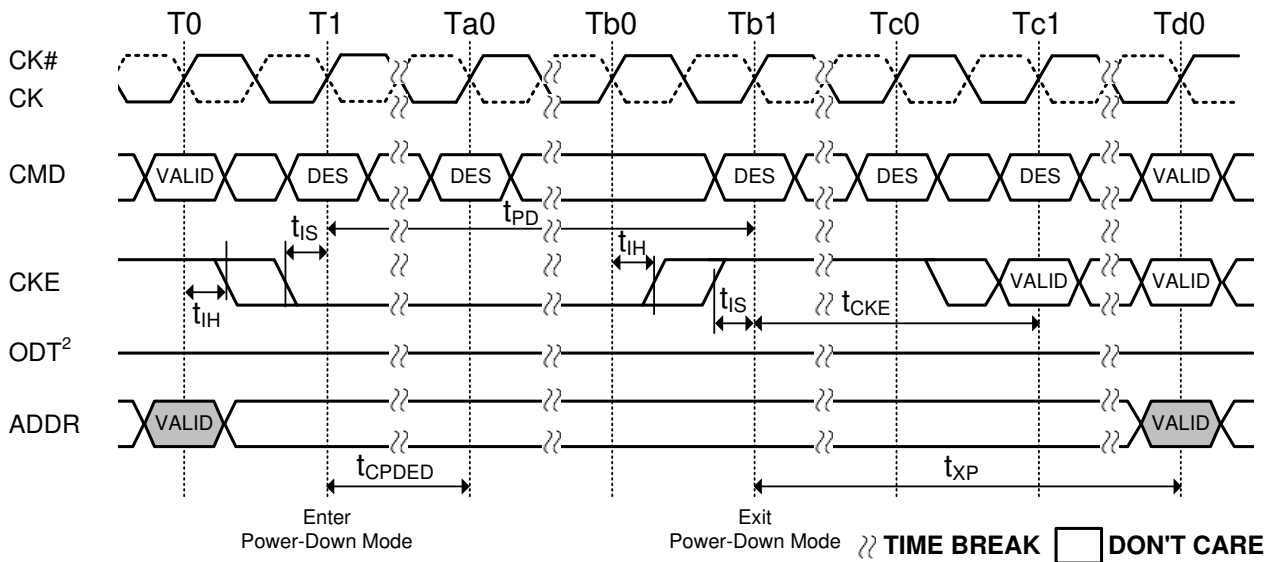 T0 T1 Ta0 Tb0 Tb1 Tc0 Tc1 Td0
CK#
CK
CMD VALID DES DES DES DES DES VALID
tPD
tIS tIH
CKE VALID VALID
tIH tIS tCKE
ODT2
ADDR VALID VALID
tCPDED tXP
Enter Exit
Power-Down Mode Power-Down Mode TIME BREAK DON'T CARE